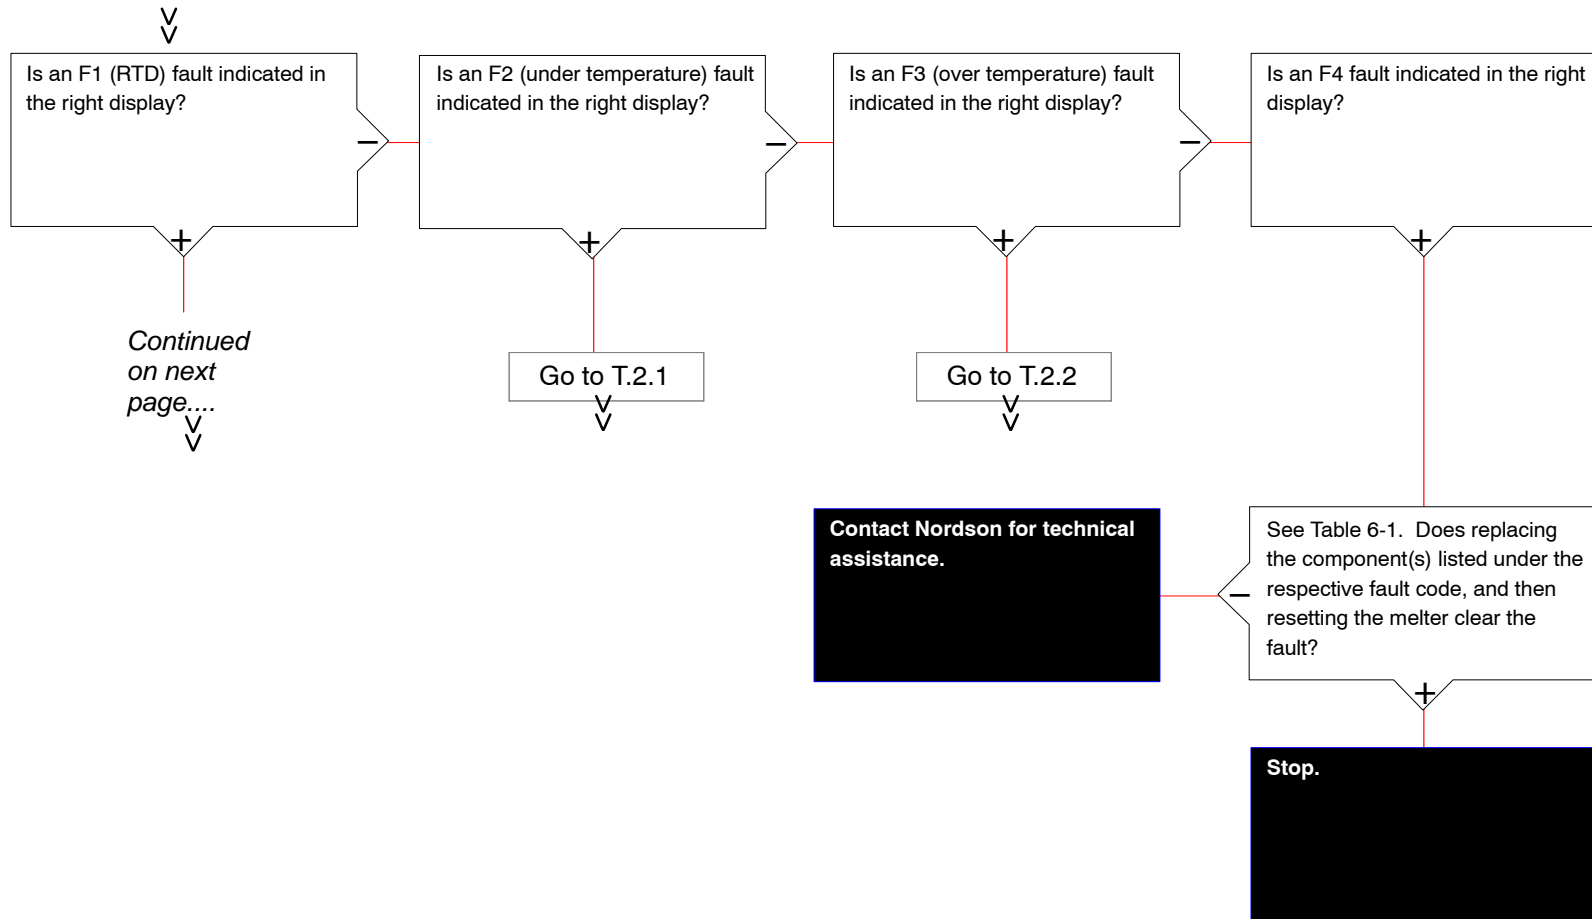 Is an F1 (RTD) fault indicated in
the right display?
–
+
Continued
on next
page....
Is an F2 (under temperature) fault
indicated in the right display?
–
+
Go to T.2.1
Is an F3 (over temperature) fault
indicated in the right display?
–
+
Go to T.2.2
Is an F4 fault indicated in the right
display?
+
See Table 6-1. Does replacing
the component(s) listed under the
respective fault code, and then
resetting the melter clear the
fault?
–
+
Contact Nordson for technical
assistance.
Stop.